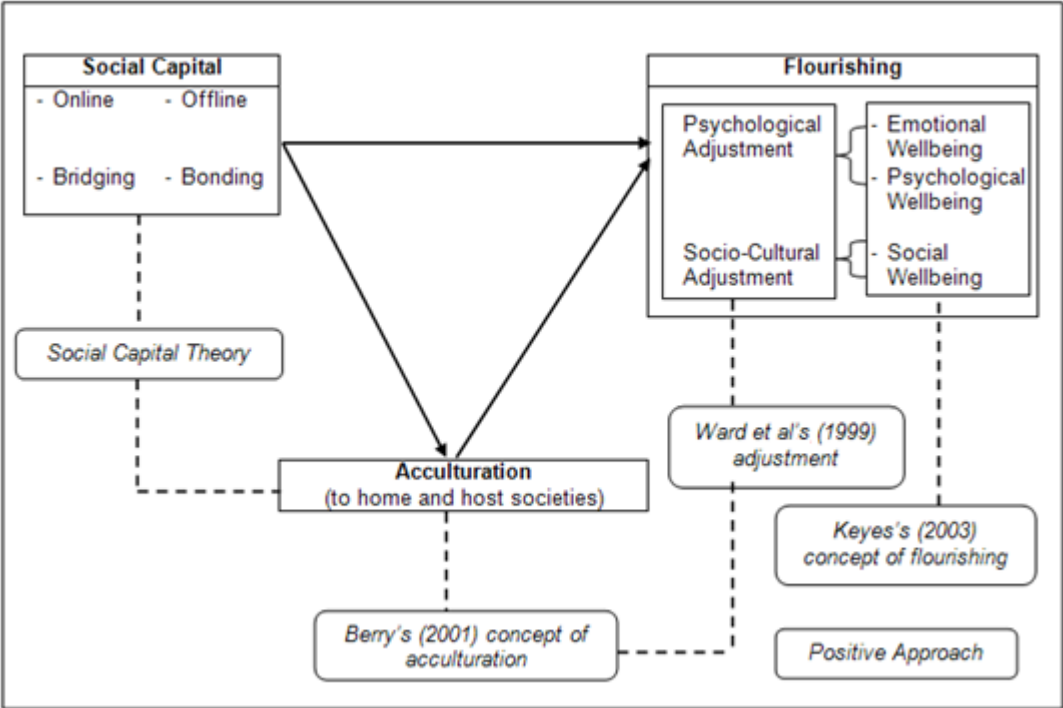 Social Capital
- Online - Offline
- Bridging - Bonding
Flourishing
Psychological
Adjustment
Socio-Cultural
Adjustment
- Emotional
Wellbeing
- Psychological
Wellbeing
- Social
Wellbeing
Social Capital Theory
Ward et al's (1999)
adjustment
Acculturation
(to home and host societies)
Keyes's (2003)
concept of flourishing
Berry's (2001) concept of
acculturation
Positive Approach